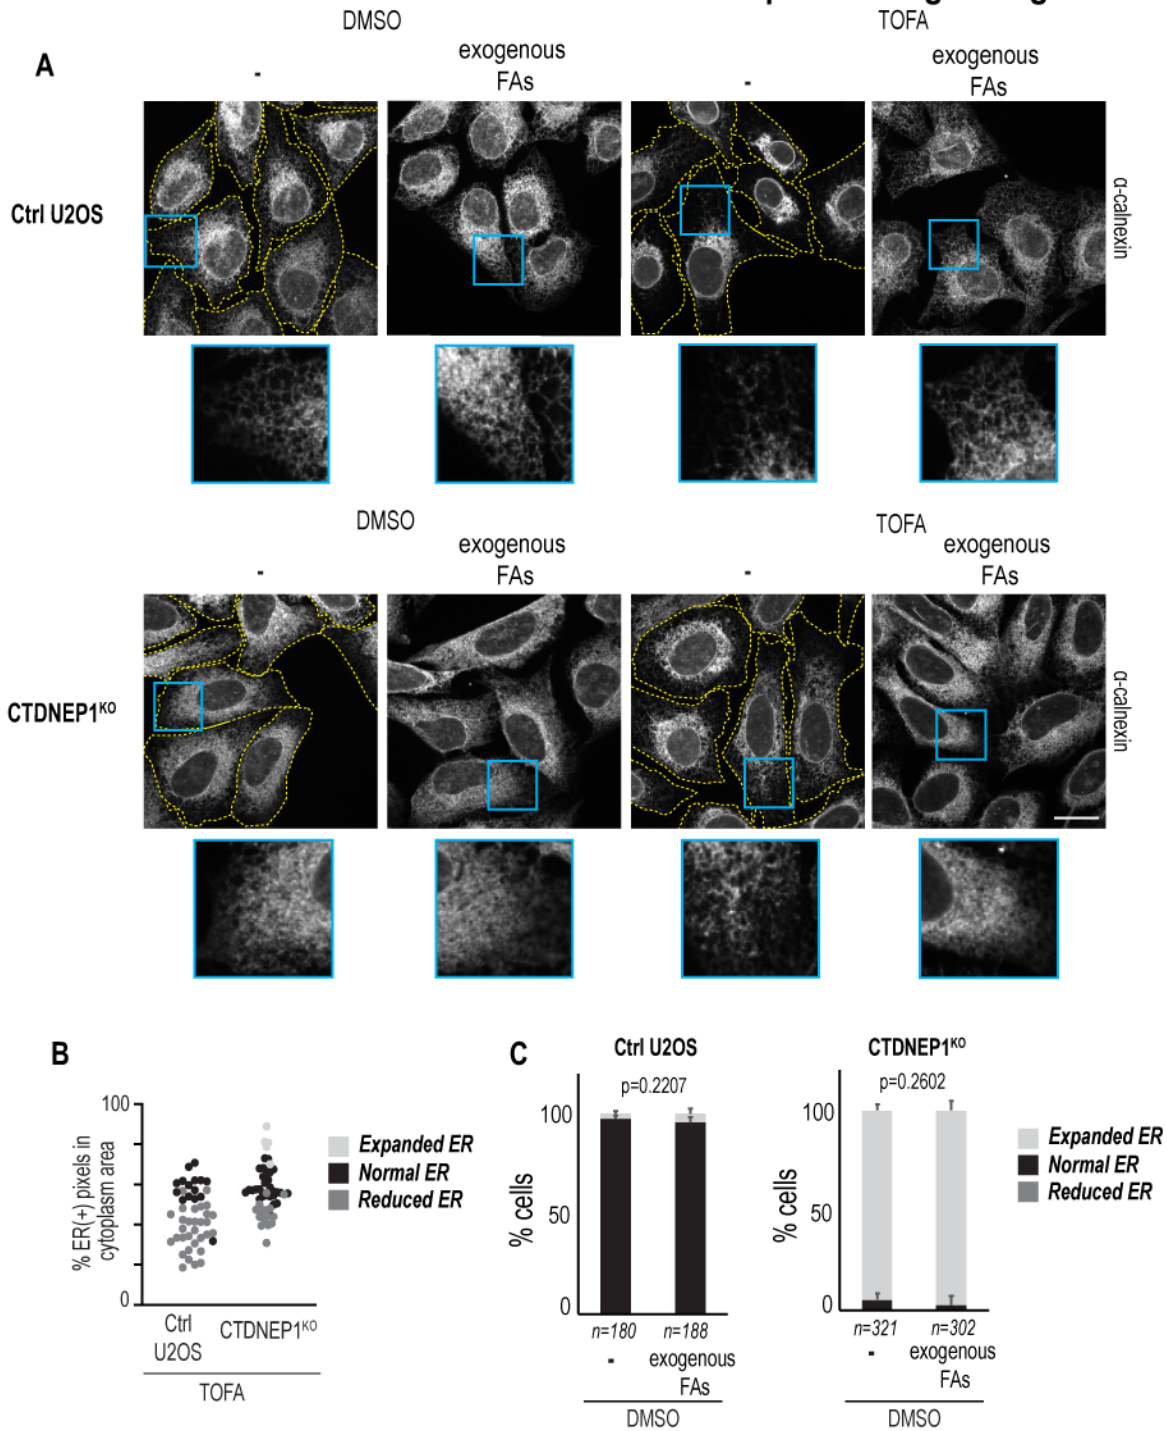 DMSO
TOFA
A
-
exogenous
FAs
-
exogenous
FAs
Ctrl U2OS
α-calnexin
DMSO
TOFA
-
exogenous
FAs
-
exogenous
FAs
CTDNEP1KO
α-calnexin
B
100
% ER(+) pixels in
cytoplasm area
0
Ctrl
U2OS
CTDNEP1KO
TOFA
Expanded ER
Normal ER
Reduced ER
C
Ctrl U2OS
p=0.2207
100
% cells
50
0
n=180
n=188
-
exogenous
FAs
DMSO
CTDNEP1KO
p=0.2602
100
% cells
50
0
n=321
n=302
-
exogenous
FAs
DMSO
Expanded ER
Normal ER
Reduced ER